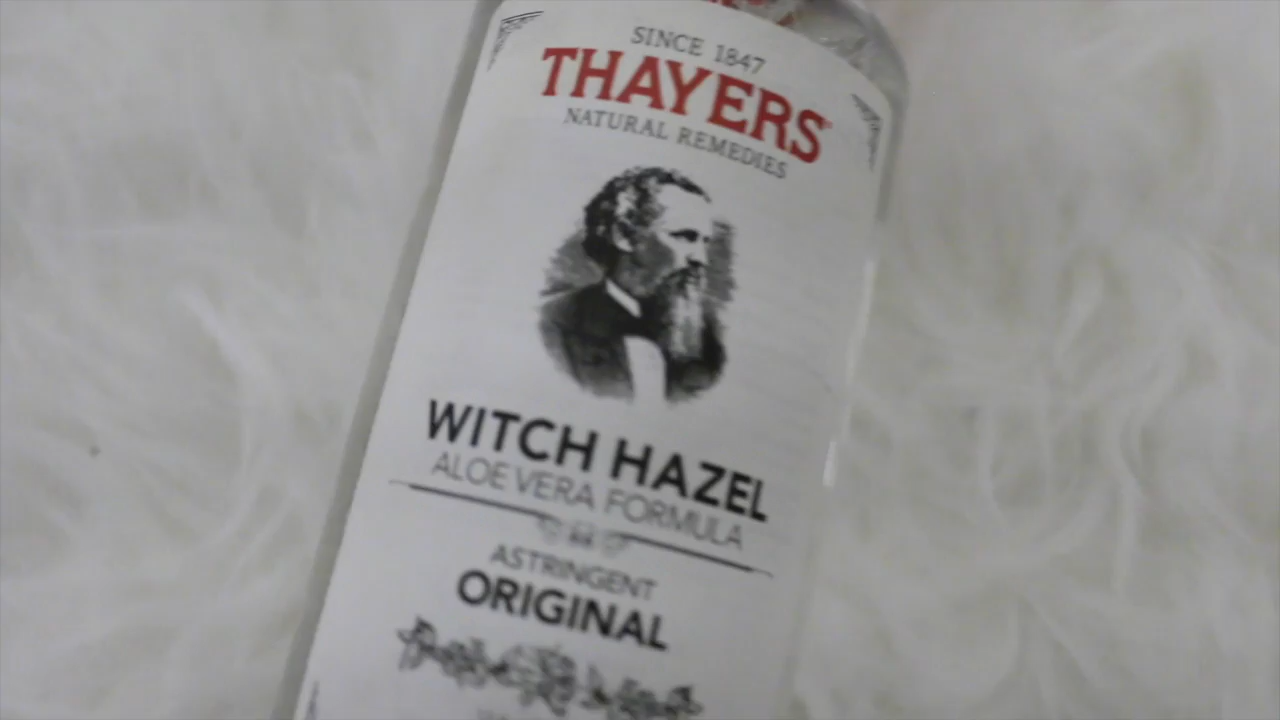 SINCE 1847
THAYERS
NATURAL REMEDIES
WITCH HAZEL
ALOE VERA FORMULA
ASTRINGENT
ORIGINAL